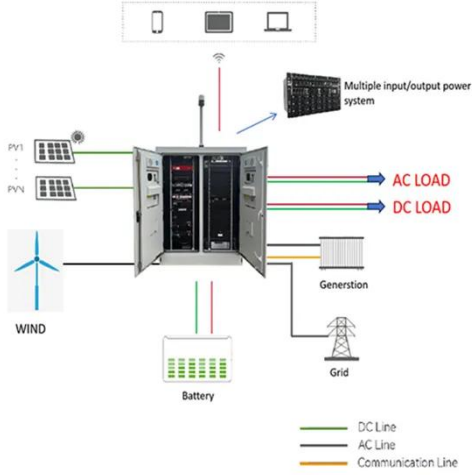 Multiple input/output power
system
PV1
PVN
AC LOAD
DC LOAD
WIND
Generstion
Grid
Battery
DC Line
AC Line
Communication Line